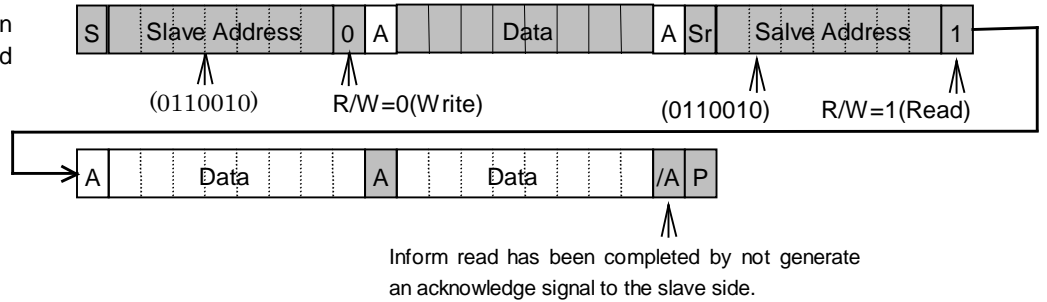 n
d
S Slave Address 0 A Data A Sr Salve Address 1
(0110010) R/W=0(Write) (0110010) R/W=1(Read)
A Data A Data /A P
Inform read has been completed by not generate
an acknowledge signal to the slave side.